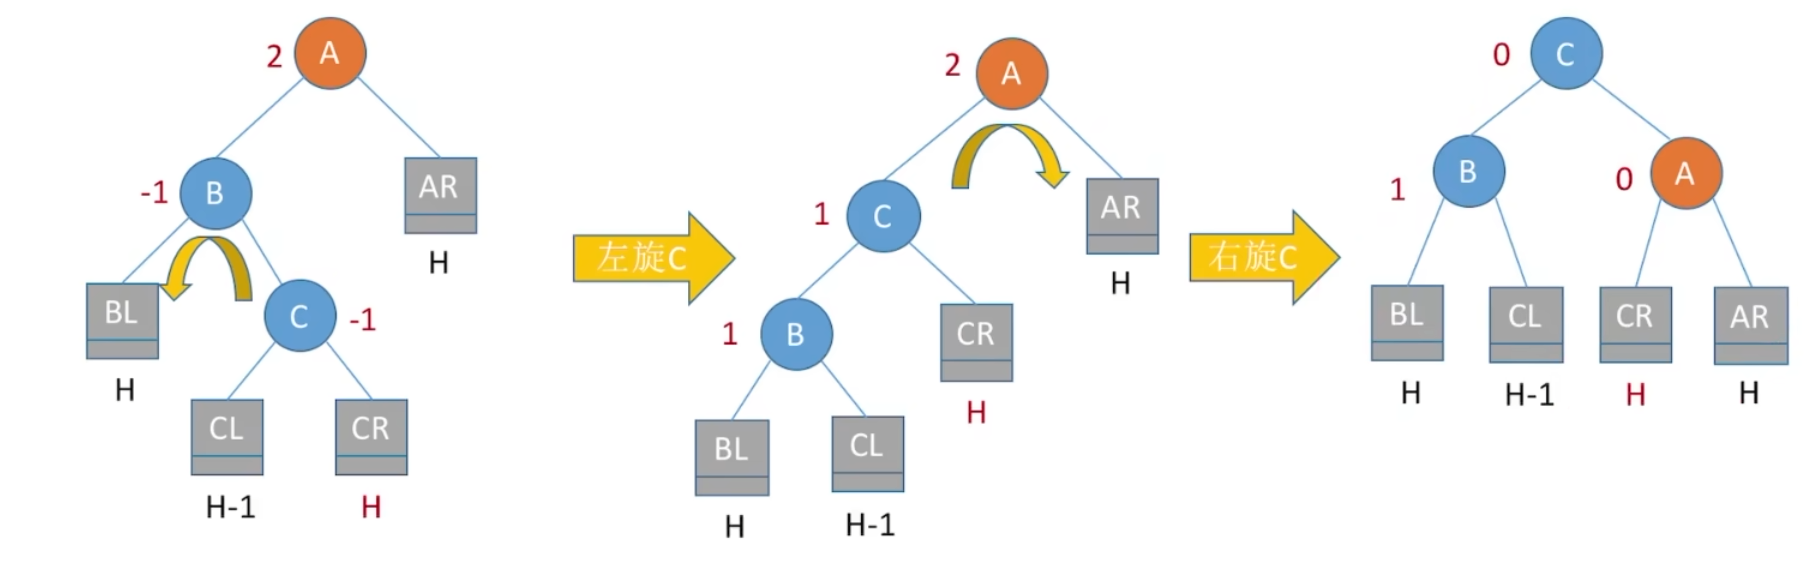 2 A
-1 B
AR
H
BL
H
C -1
CL
H-1
CR
H
左旋C
2 A
1 C
AR
H
1 B
CR
H
BL
H
CL
H-1
右旋C
0 C
1 B
0 A
BL CL CR AR
H H-1 H H